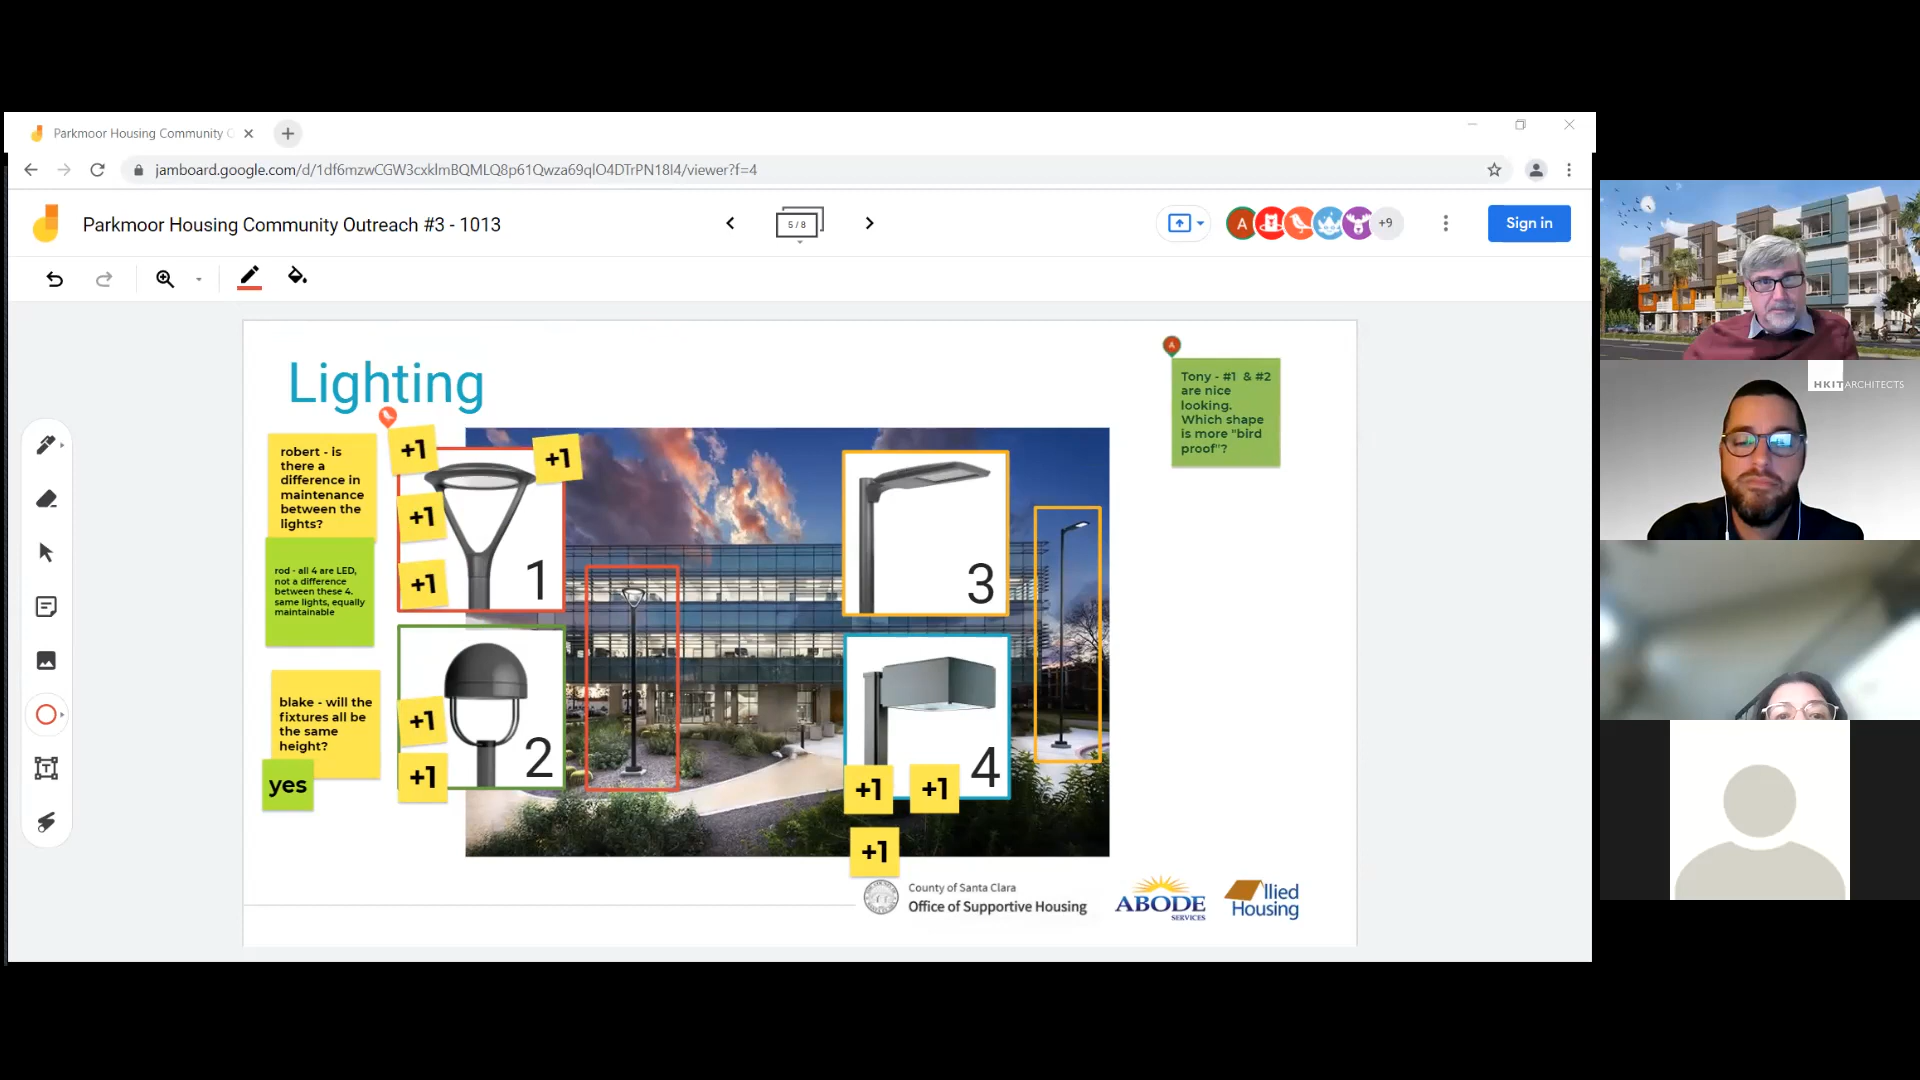 Parkmoor Housing Community O
jamboard.google.com/d/1df6mzwCGW3cxklmBQMLQ8p61Qwza69qlO4DTrPN18I4/viewer?f=4
Parkmoor Housing Community Outreach #3 - 1013
5 / 8
A
+9
Sign in
Lighting
A
Tony - #1 & #2
are nice
looking.
Which shape
is more "bird
proof"?
robert - is
there a
difference in
maintenance
between the
lights?
rod - all 4 are LED,
not a difference
between these 4.
same lights, equally
maintainable
blake - will the
fixtures all be
the same
height?
yes
+1
+1
+1
+1
1
+1
+1
2
3
4
+1
+1
+1
County of Santa Clara
Office of Supportive Housing
ABODE
SERVICES
llied
Housing
HKIT ARCHITECTS